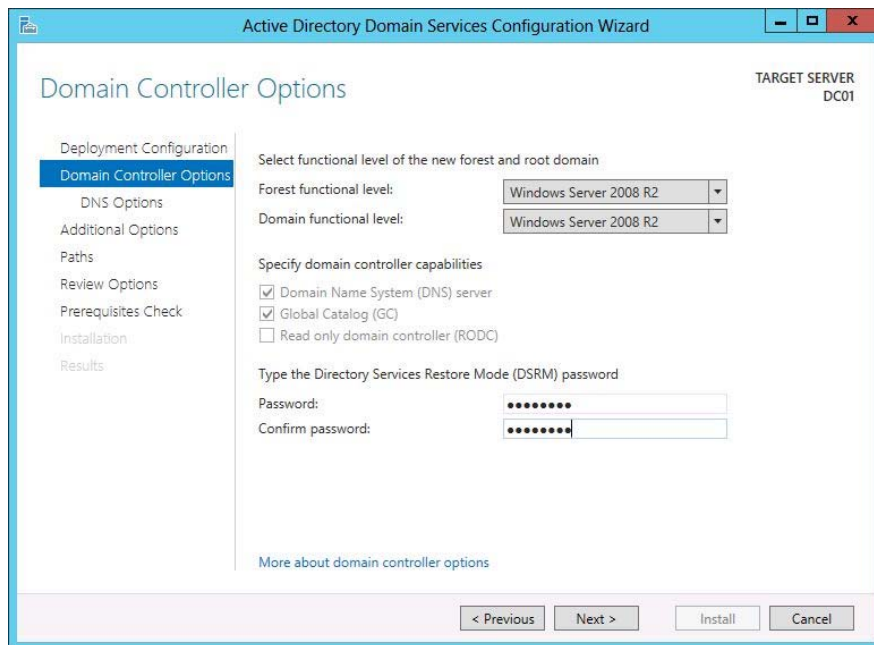 Active Directory Domain Services Configuration Wizard
Domain Controller Options
TARGET SERVER
DC01
Deployment Configuration
Domain Controller Options
DNS Options
Additional Options
Paths
Review Options
Prerequisites Check
Installation
Results
Select functional level of the new forest and root domain
Forest functional level: Windows Server 2008 R2
Domain functional level: Windows Server 2008 R2
Specify domain controller capabilities
Domain Name System (DNS) server
Global Catalog (GC)
Read only domain controller (RODC)
Type the Directory Services Restore Mode (DSRM) password
Password: ••••••••
Confirm password: ••••••••
More about domain controller options
< Previous Next > Install Cancel